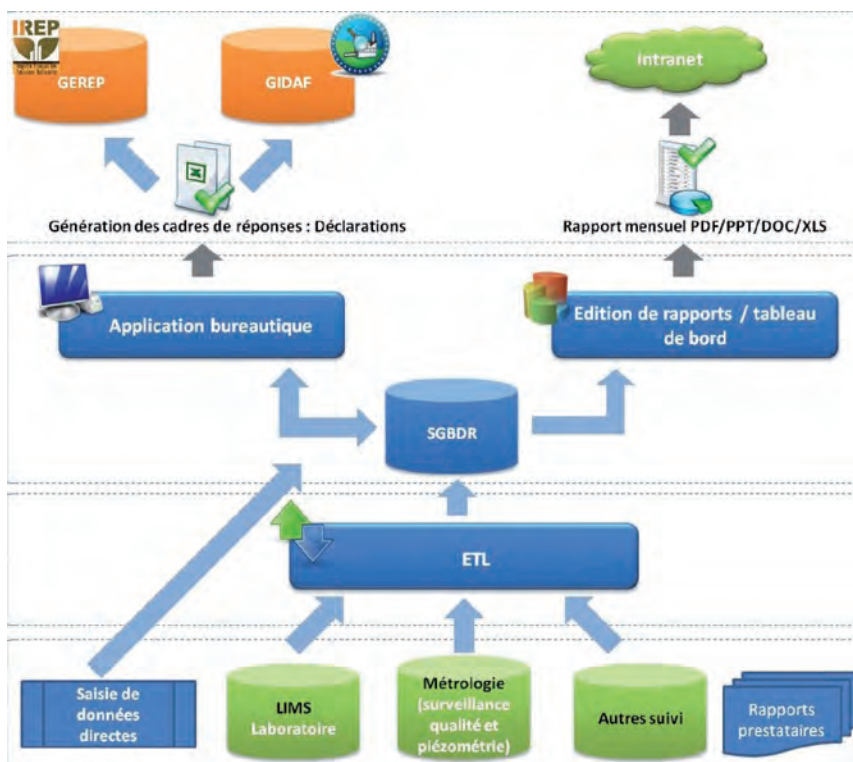 IREP
GEREP
GIDAF
intranet
Génération des cadres de réponses : Déclarations
Rapport mensuel PDF/PPT/DOC/XLS
Application bureautique
Edition de rapports / tableau
de bord
SGBDR
ETL
Saisie de
données
directes
LIMS
Laboratoire
Métrologie
(surveillance
qualité et
piézométrie)
Autres suivi
Rapports
prestataires